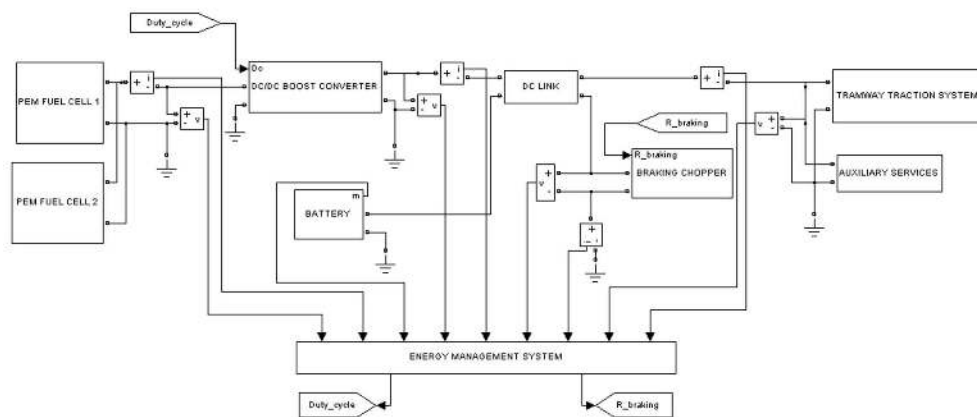 Duty_cycle
Dc
DC/DC BOOST CONVERTER
PEM FUEL CELL 1
+ i
-
+
- v
+ i
-
+
- v
DC LINK
+ i
-
TRAMWAY TRACTION SYSTEM
v +
-
R_braking
R_braking
BRAKING CHOPPER
AUXILIARY SERVICES
PEM FUEL CELL 2
m
BATTERY
v +
-
+
- i
ENERGY MANAGEMENT SYSTEM
Duty_cycle
R_braking